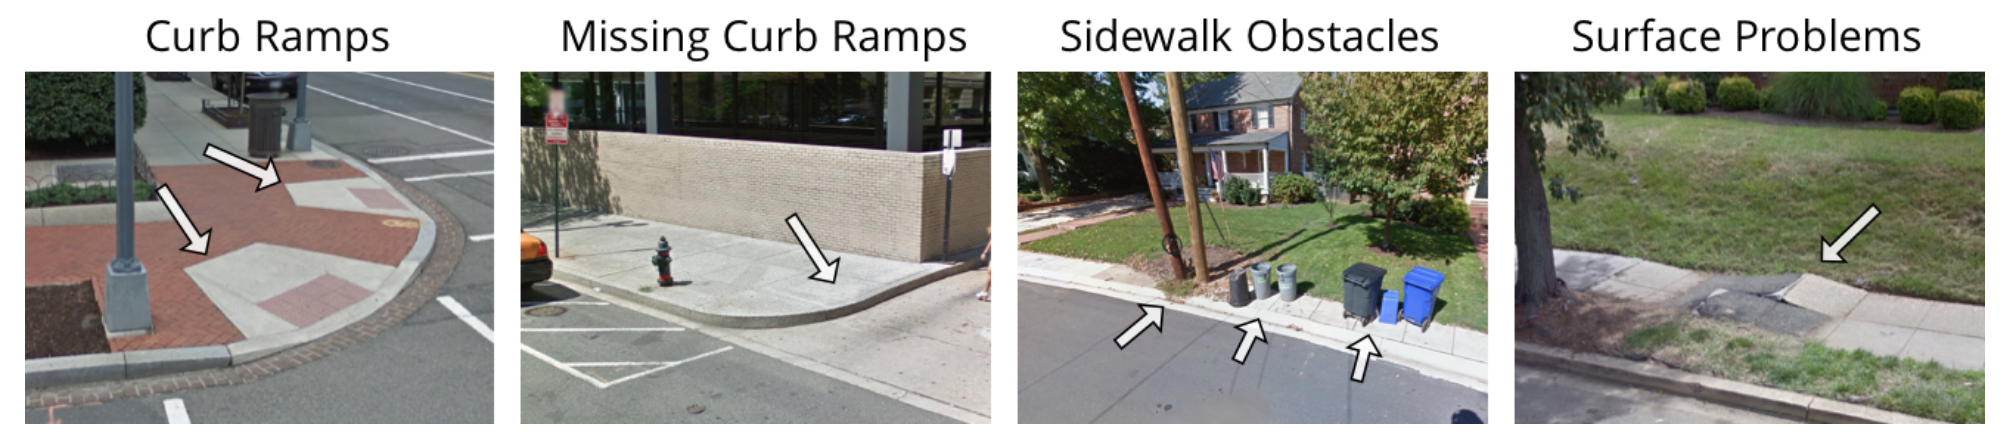 Curb Ramps
Missing Curb Ramps
Sidewalk Obstacles
Surface Problems